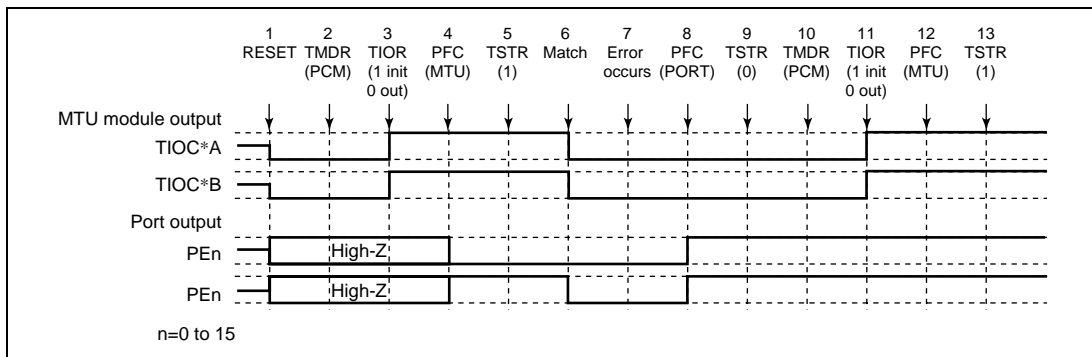 1 2 3 4 5 6 7 8 9 10 11 12 13
RESET TMDR TIOR PFC TSTR Match Error PFC TSTR TMDR TIOR PFC TSTR
(PCM) (1 init (MTU) (1) occurs (PORT) (0) (PCM) (1 init (MTU) (1)
0 out) 0 out)
MTU module output
TIOC*A
TIOC*B
Port output
PEn High-Z
PEn High-Z
n=0 to 15